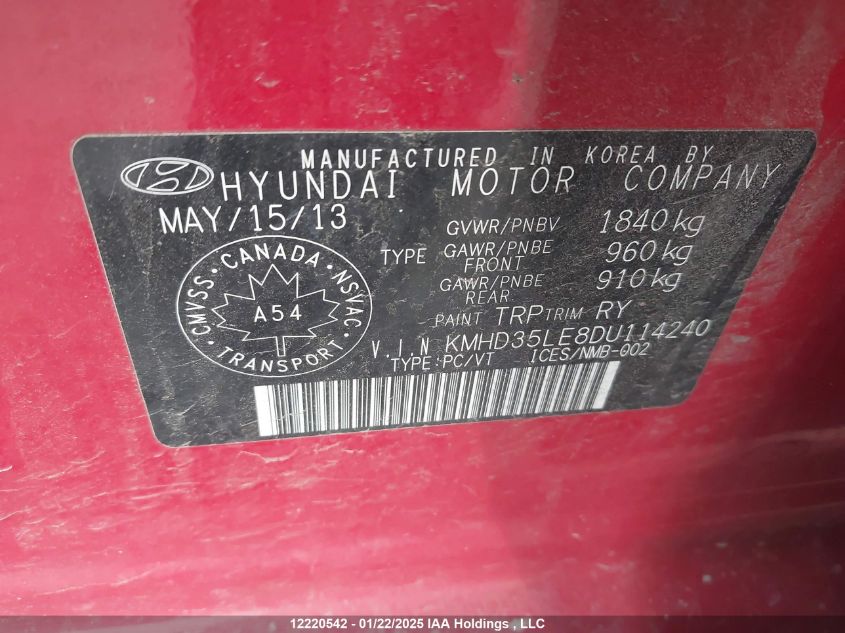 MANUFACTURED IN KOREA BY
HYUNDAI MOTOR COMPANY
MAY/15/13
GVWR/PNBV 1840 kg
TYPE GAWR/PNBE FRONT 960 kg
GAWR/PNBE REAR 910 kg
CANADA
CMVSS
NSVAC
A54
TRANSPORT
PAINT TRP TRIM RY
V.I.N KMHD35LE8DU114240
TYPE:PC/VT ICES/NMB-002
12220542 - 01/22/2025 IAA Holdings , LLC